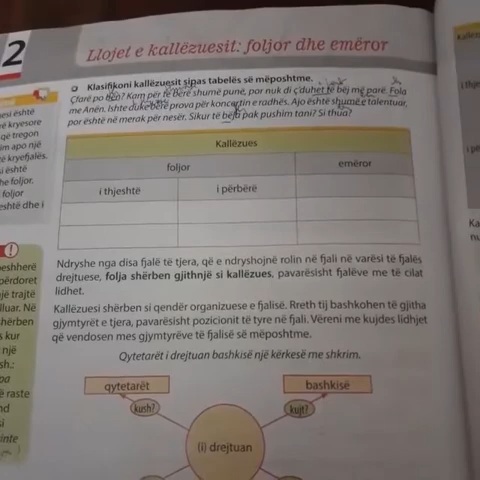 2
Llojet e kallëzuesit: foljor dhe emëror
Klasifikoni kallëzuesit sipas tabelës së mëposhtme.
Çfarë po bën? Kam për të bërë shumë punë, por nuk di ç'duhet të bëj më parë. Fola
me Anën. Ishte duke bërë prova për koncertin e radhës. Ajo është shumë e talentuar,
por është në merak për nesër. Sikur të bëja pak pushim tani? Si thua?
Kallëzues
foljor
emëror
i thjeshtë
i përbërë
Ndryshe nga disa fjalë të tjera, që e ndryshojnë rolin në fjali në varësi të fjalës
drejtuese, folja shërben gjithnjë si kallëzues, pavarësisht fjalëve me të cilat
lidhet.
Kallëzuesi shërben si qendër organizuese e fjalisë. Rreth tij bashkohen të gjitha
gjymtyrët e tjera, pavarësisht pozicionit të tyre në fjali. Vëreni me kujdes lidhjet
që vendosen mes gjymtyrëve të fjalisë së mëposhtme.
Qytetarët i drejtuan bashkisë një kërkesë me shkrim.
qytetarët
bashkisë
kush?
kujt?
(i) drejtuan